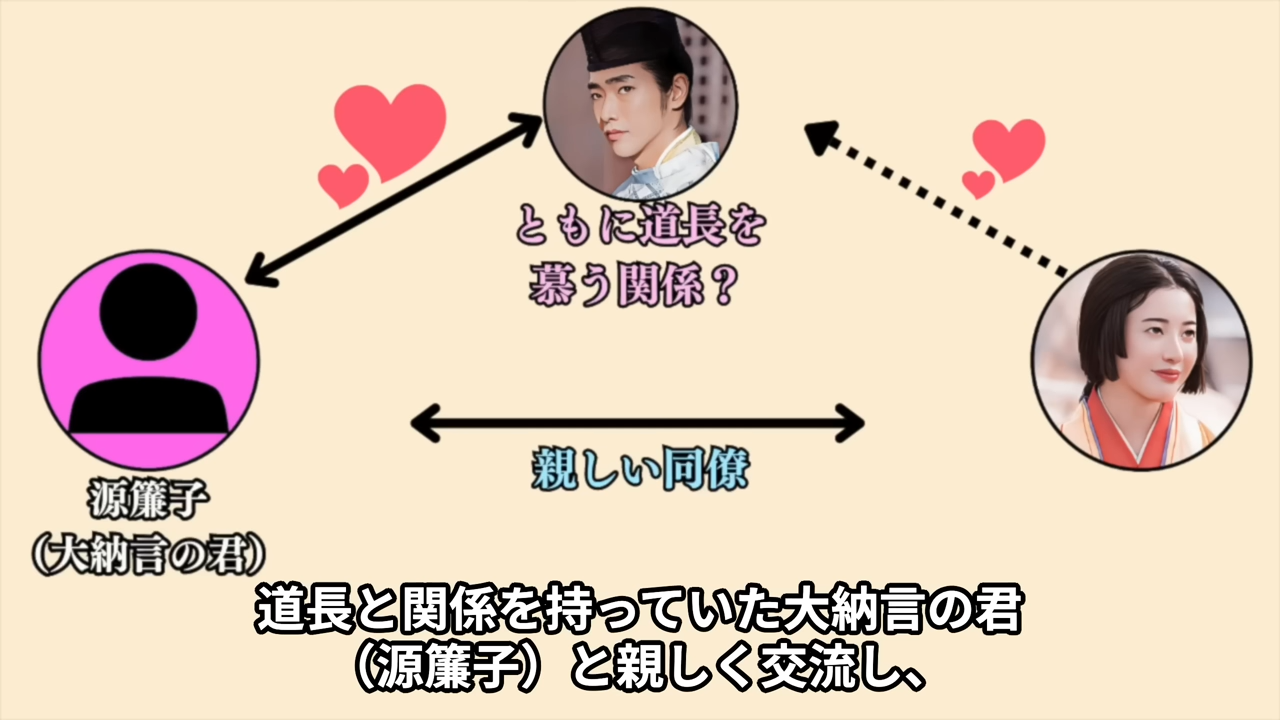 ともに道長を
慕う関係？
親しい同僚
源簾子
（大納言の君）
道長と関係を持っていた大納言の君
（源簾子）と親しく交流し、